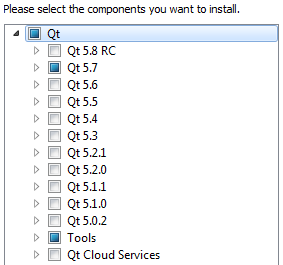 Please select the components you want to install.
Qt
Qt 5.8 RC
Qt 5.7
Qt 5.6
Qt 5.5
Qt 5.4
Qt 5.3
Qt 5.2.1
Qt 5.2.0
Qt 5.1.1
Qt 5.1.0
Qt 5.0.2
Tools
Qt Cloud Services